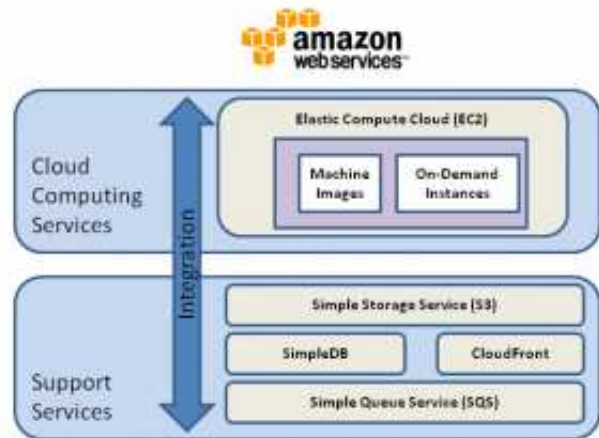 amazon
webservices™
Cloud
Computing
Services
Elastic Compute Cloud (EC2)
Machine
Images
On-Demand
Instances
Integration
Support
Services
Simple Storage Service (S3)
SimpleDB
CloudFront
Simple Queue Service (SQS)